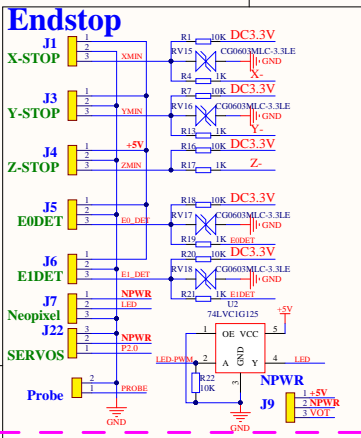 Endstop
J1
X-STOP
1
2
3
XMIN
R1 10K DC3.3V
RV15 CG0603MLC-3.3LE
GND
R4 1K X-
J3
Y-STOP
1
2
3
YMIN
R7 10K DC3.3V
RV16 CG0603MLC-3.3LE
GND
R13 1K Y-
J4
Z-STOP
1
2
3
+5V
ZMIN
R16 10K DC3.3V
R17 1K Z-
J5
E0DET
1
2
3
E0_DET
R18 10K DC3.3V
RV17 CG0603MLC-3.3LE
GND
R19 1K E0DET
J6
E1DET
1
2
3
E1_DET
R20 10K DC3.3V
RV18 CG0603MLC-3.3LE
GND
R21 1K E1DET
J7
Neopixel
1
2
3
NPWR
LED
J22
SERVOS
3
2
1
NPWR
P2.0
Probe
2
1
PROBE
GND
U2
74LVC1G125
+5V
1 OE VCC 5
LED-PWM 2 A GND Y 4 LED
3
R22
10K
GND
NPWR
J9
1 +5V
2 NPWR
3 VOT